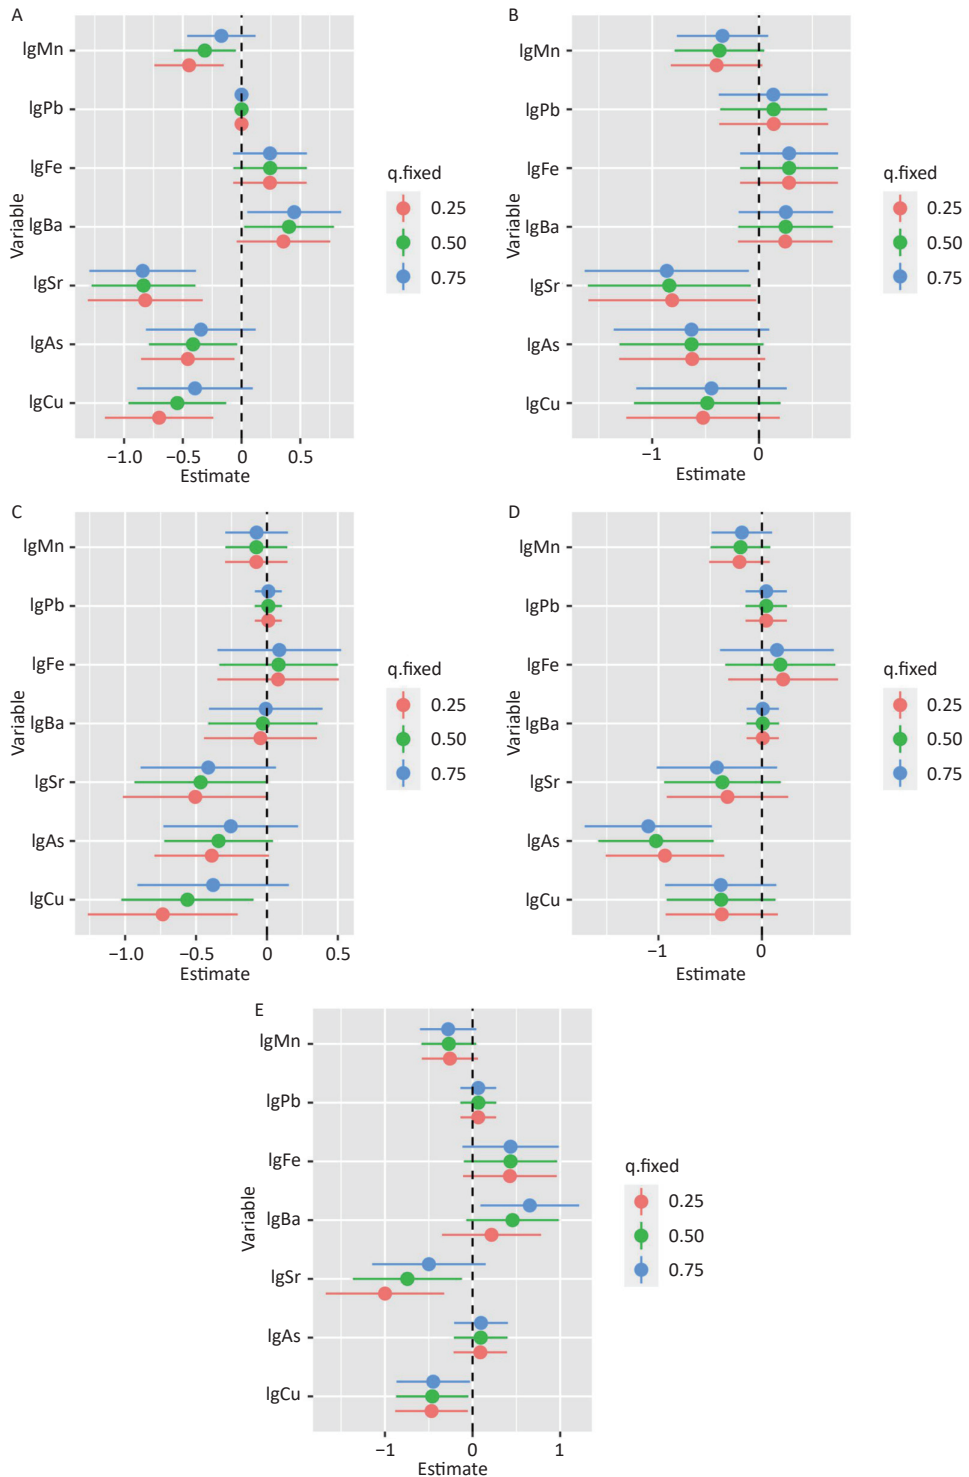 A
lgMn
lgPb
lgFe
lgBa
lgSr
lgAs
lgCu
Variable
−1.0 −0.5 0 0.5
Estimate
q.fixed
0.25
0.50
0.75
B
lgMn
lgPb
lgFe
lgBa
lgSr
lgAs
lgCu
Variable
−1 0
Estimate
q.fixed
0.25
0.50
0.75
C
lgMn
lgPb
lgFe
lgBa
lgSr
lgAs
lgCu
Variable
−1.0 −0.5 0 0.5
Estimate
q.fixed
0.25
0.50
0.75
D
lgMn
lgPb
lgFe
lgBa
lgSr
lgAs
lgCu
Variable
−1 0
Estimate
q.fixed
0.25
0.50
0.75
E
lgMn
lgPb
lgFe
lgBa
lgSr
lgAs
lgCu
Variable
−1 0 1
Estimate
q.fixed
0.25
0.50
0.75